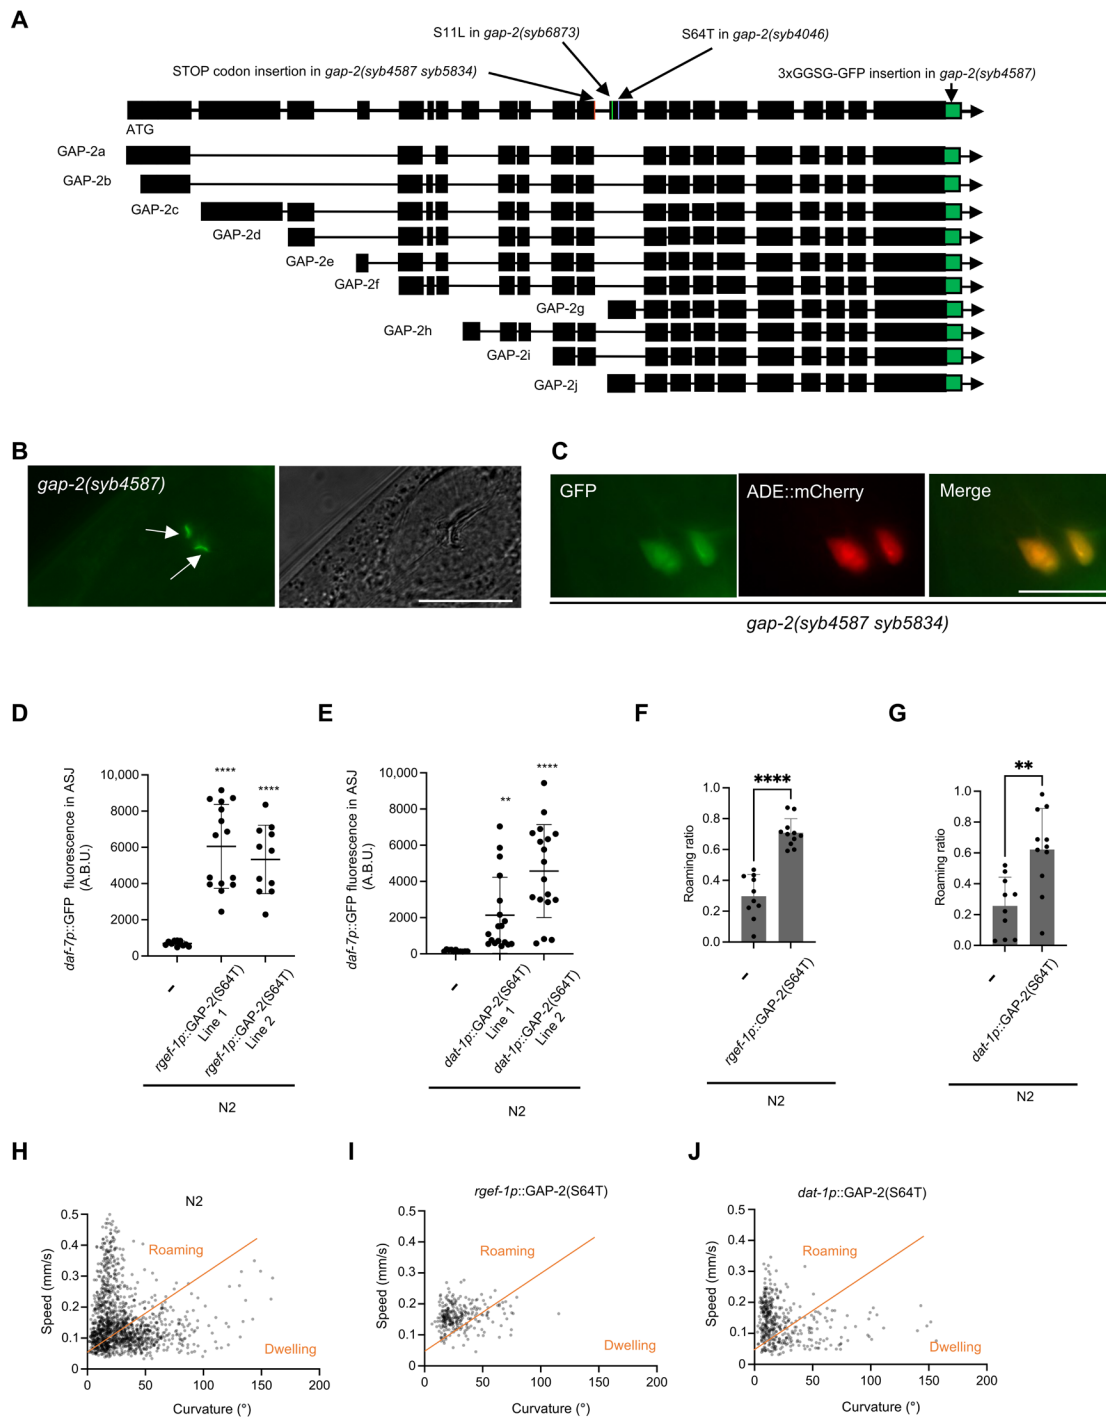 A
S11L in gap-2(syb6873)
S64T in gap-2(syb4046)
STOP codon insertion in gap-2(syb4587 syb5834)
3xGGSG-GFP insertion in gap-2(syb4587)
ATG
GAP-2a
GAP-2b
GAP-2c
GAP-2d
GAP-2e
GAP-2f
GAP-2g
GAP-2h
GAP-2i
GAP-2j
B
gap-2(syb4587)
C
GFP
ADE::mCherry
Merge
gap-2(syb4587 syb5834)
D
daf-7p::GFP fluorescence in ASJ
(A.B.U.)
10,000
8000
6000
4000
2000
0
****
****
-
rgef-1p::GAP-2(S64T)
Line 1
rgef-1p::GAP-2(S64T)
Line 2
N2
E
daf-7p::GFP fluorescence in ASJ
(A.B.U.)
10,000
8000
6000
4000
2000
0
**
****
-
dat-1p::GAP-2(S64T)
Line 1
dat-1p::GAP-2(S64T)
Line 2
N2
F
Roaming ratio
1.0
0.8
0.6
0.4
0.2
0.0
****
-
rgef-1p::GAP-2(S64T)
N2
G
Roaming ratio
1.0
0.8
0.6
0.4
0.2
0.0
**
-
dat-1p::GAP-2(S64T)
N2
H
N2
Speed (mm/s)
0.5
0.4
0.3
0.2
0.1
0
Roaming
Dwelling
0 50 100 150 200
Curvature (°)
I
rgef-1p::GAP-2(S64T)
Speed (mm/s)
0.5
0.4
0.3
0.2
0.1
0
Roaming
Dwelling
0 50 100 150 200
Curvature (°)
J
dat-1p::GAP-2(S64T)
Speed (mm/s)
0.5
0.4
0.3
0.2
0.1
0
Roaming
Dwelling
0 50 100 150 200
Curvature (°)